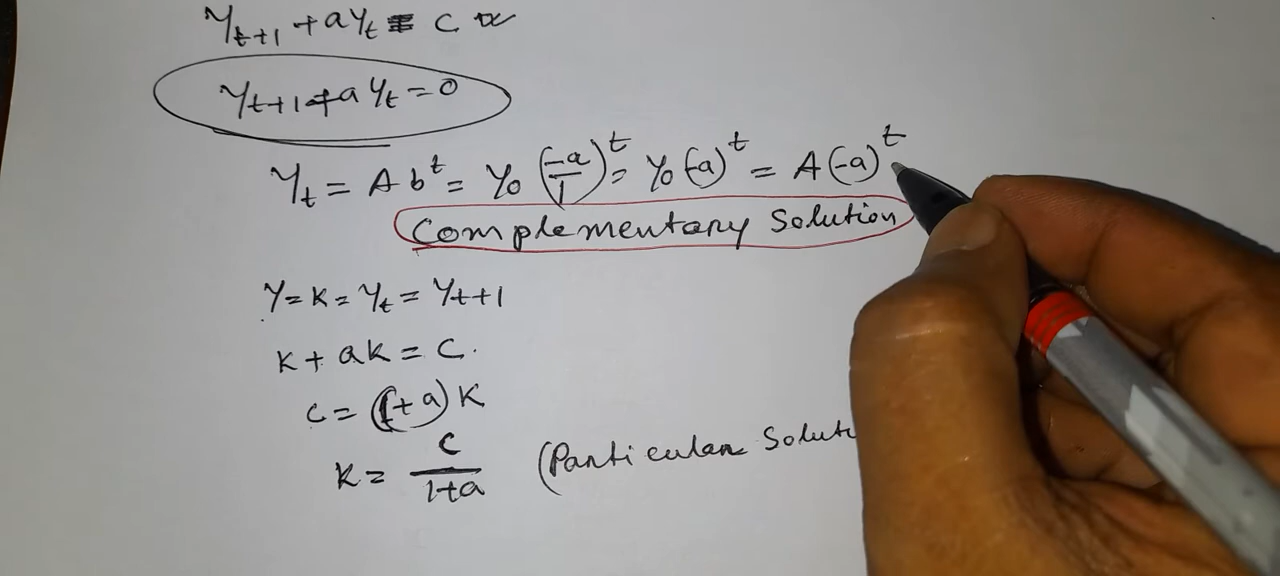 Yt+1 + aYt = C
Yt+1 + aYt = 0
Yt = Ab^t = Y0 (-a/1)^t = Y0 (-a)^t = A(-a)^t
Complementary Solution
Y = K = Yt = Yt+1
K + aK = C.
C = (1+a) K
K = C/1+a (Particular Soluti